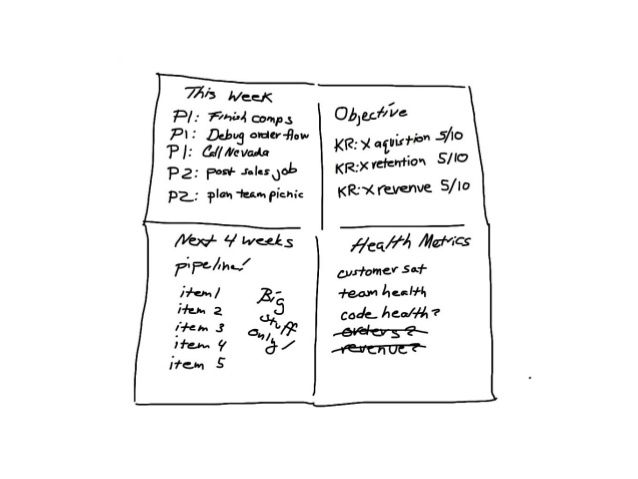 This Week
P1: Finish comps
P1: Debug order flow
P1: Call Nevada
P2: post sales job
P2: plan team picnic
Objective
KR: X aquistion 5/10
KR: X retention 5/10
KR: X revenue 5/10
Next 4 weeks
pipeline!
item 1
item 2
item 3
item 4
item 5
Big
stuff
only!
Health Metrics
customer sat
team health
code health?
orders?
revenue?